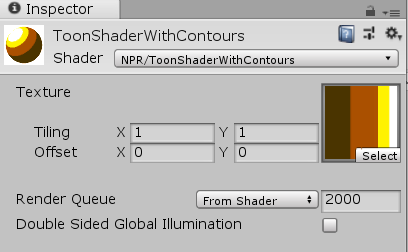 Inspector
ToonShaderWithContours
Shader NPR/ToonShaderWithContours
Texture
Tiling X 1 Y 1
Offset X 0 Y 0
Select
Render Queue From Shader 2000
Double Sided Global Illumination